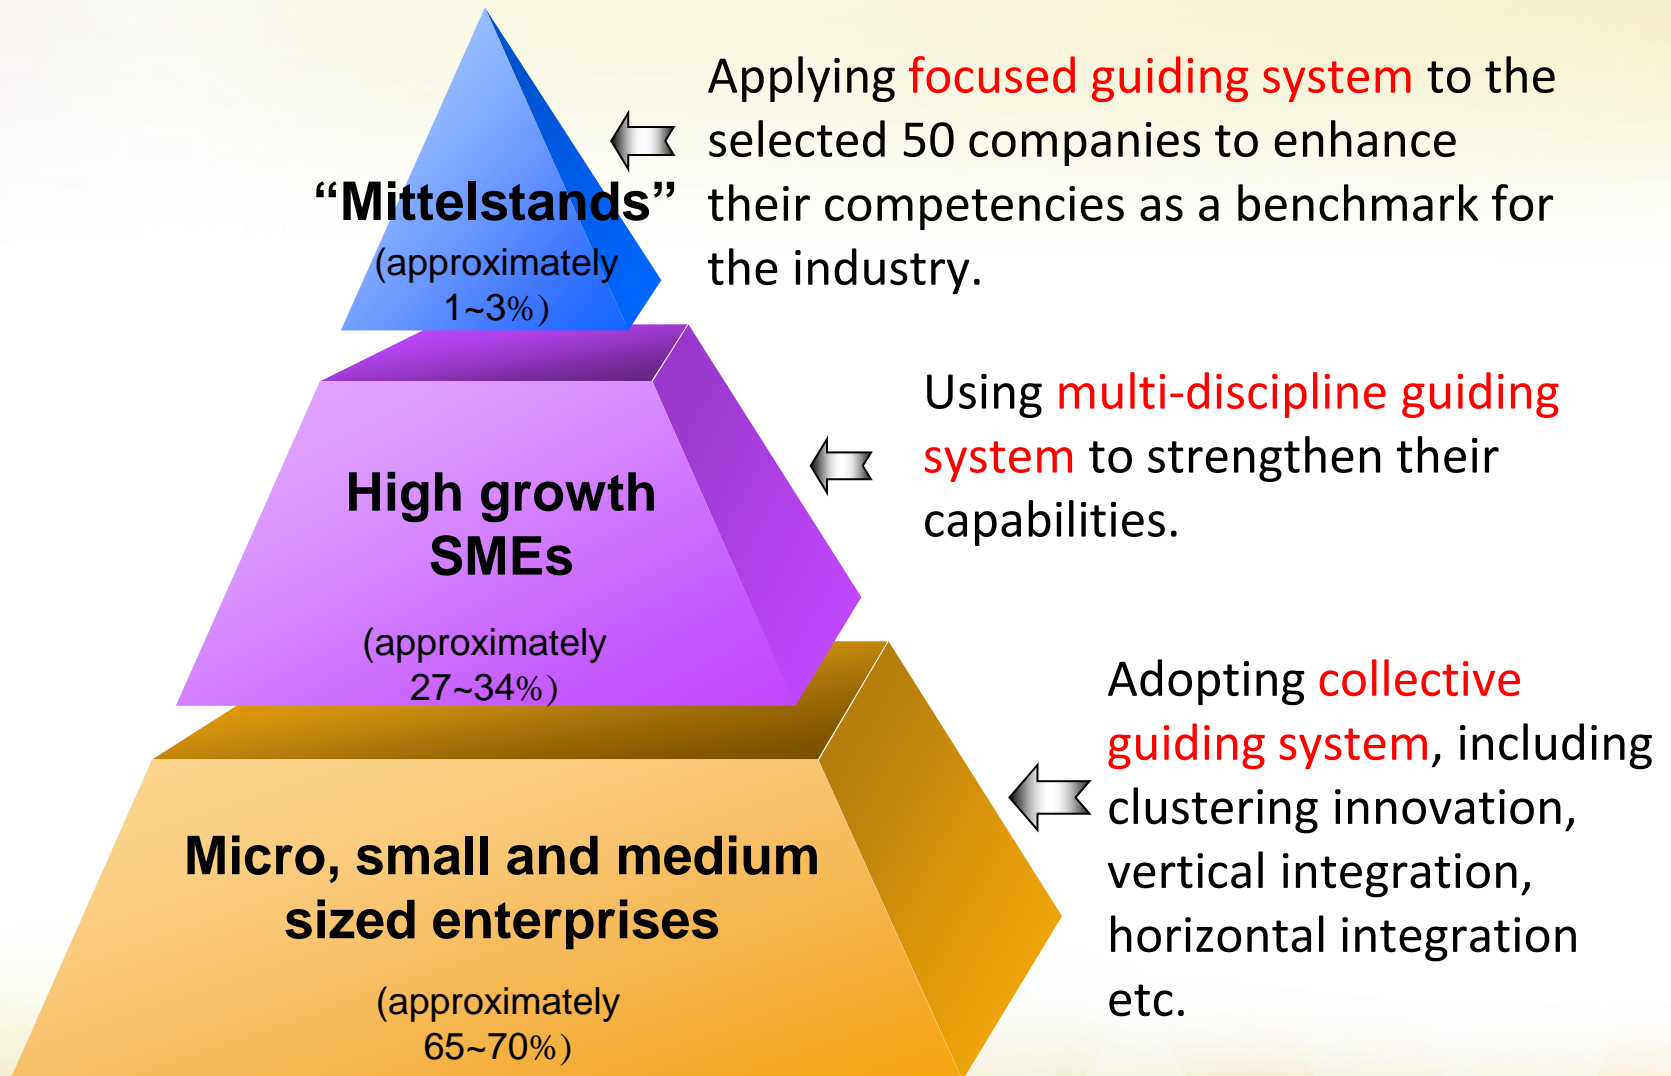 Applying focused guiding system to the
selected 50 companies to enhance
their competencies as a benchmark for
the industry.
“Mittelstands”
(approximately
1~3%)
Using multi-discipline guiding
system to strengthen their
capabilities.
High growth
SMEs
(approximately
27~34%)
Adopting collective
guiding system, including
clustering innovation,
vertical integration,
horizontal integration
etc.
Micro, small and medium
sized enterprises
(approximately
65~70%)